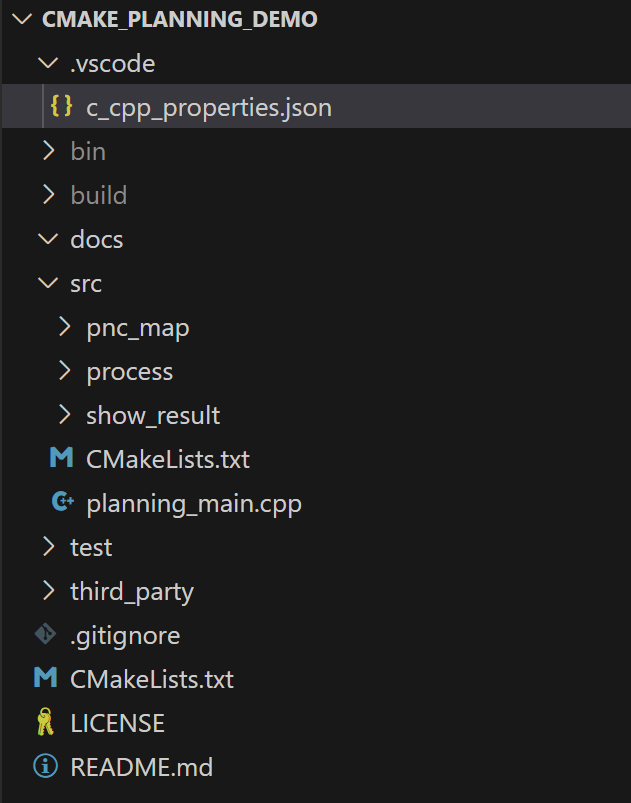 CMAKE_PLANNING_DEMO
.vscode
{} c_cpp_properties.json
bin
build
docs
src
pnc_map
process
show_result
M CMakeLists.txt
C++ planning_main.cpp
test
third_party
.gitignore
M CMakeLists.txt
LICENSE
README.md